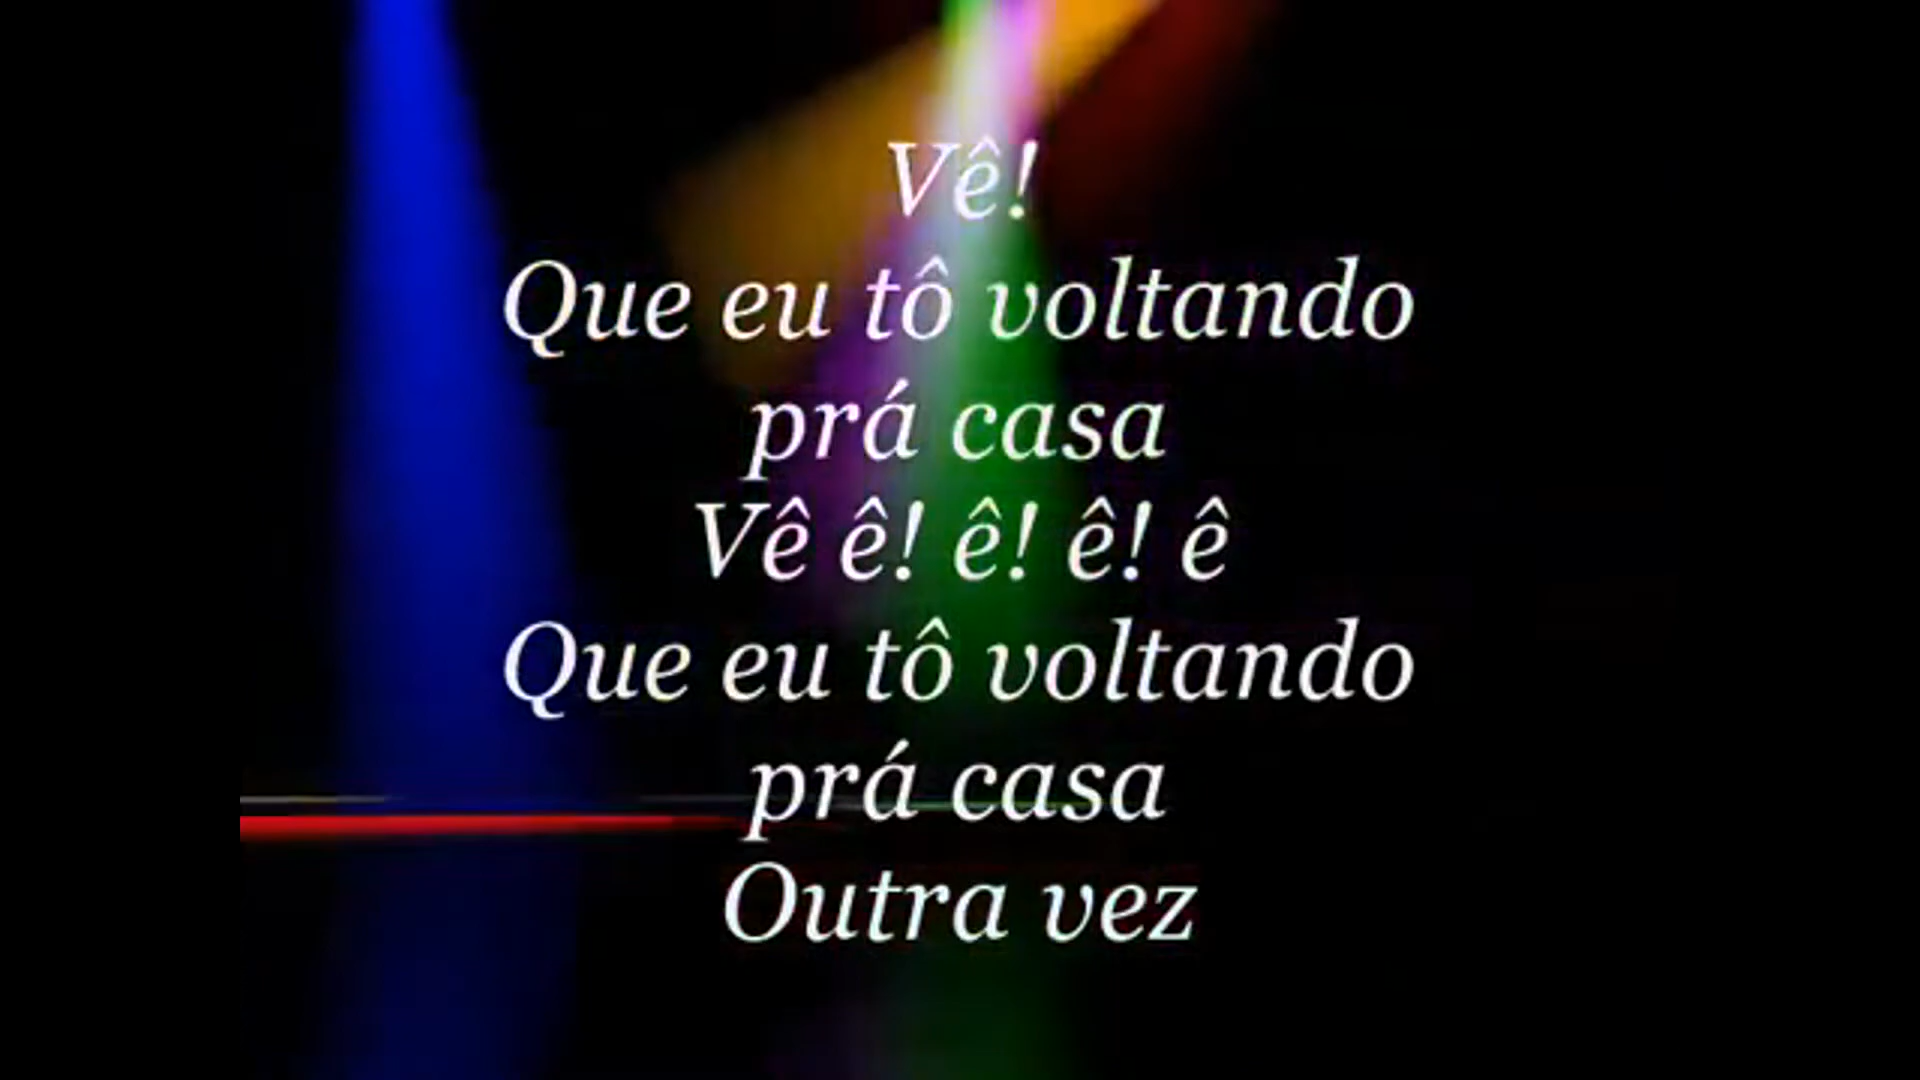 Vê!
Que eu tô voltando
prá casa
Vê ê! ê! ê! ê
Que eu tô voltando
prá casa
Outra vez